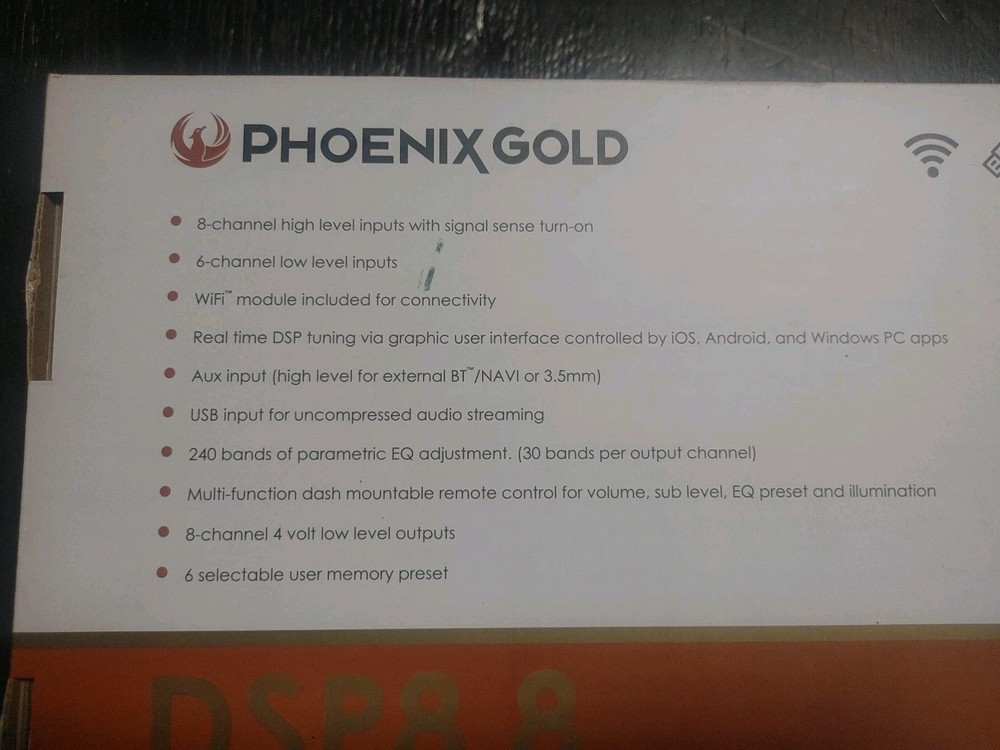 PHOENIX GOLD
8-channel high level inputs with signal sense turn-on
6-channel low level inputs
WiFi™ module included for connectivity
Real time DSP tuning via graphic user interface controlled by iOS, Android, and Windows PC apps
Aux input (high level for external BT™/NAVI or 3.5mm)
USB input for uncompressed audio streaming
240 bands of parametric EQ adjustment. (30 bands per output channel)
Multi-function dash mountable remote control for volume, sub level, EQ preset and illumination
8-channel 4 volt low level outputs
6 selectable user memory preset
DSP8.8